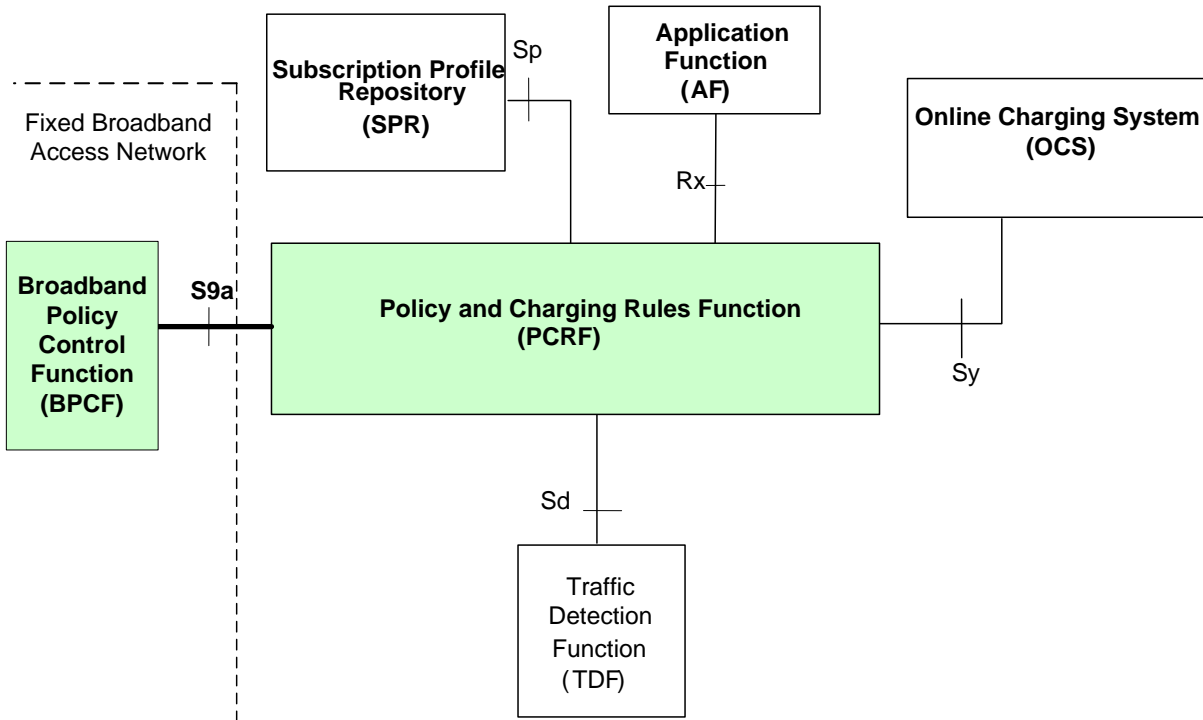 Fixed Broadband
Access Network
Subscription Profile
Repository
(SPR)
Sp
Application
Function
(AF)
Rx
Online Charging System
(OCS)
Broadband
Policy
Control
Function
(BPCF)
S9a
Policy and Charging Rules Function
(PCRF)
Sy
Sd
Traffic
Detection
Function
(TDF)